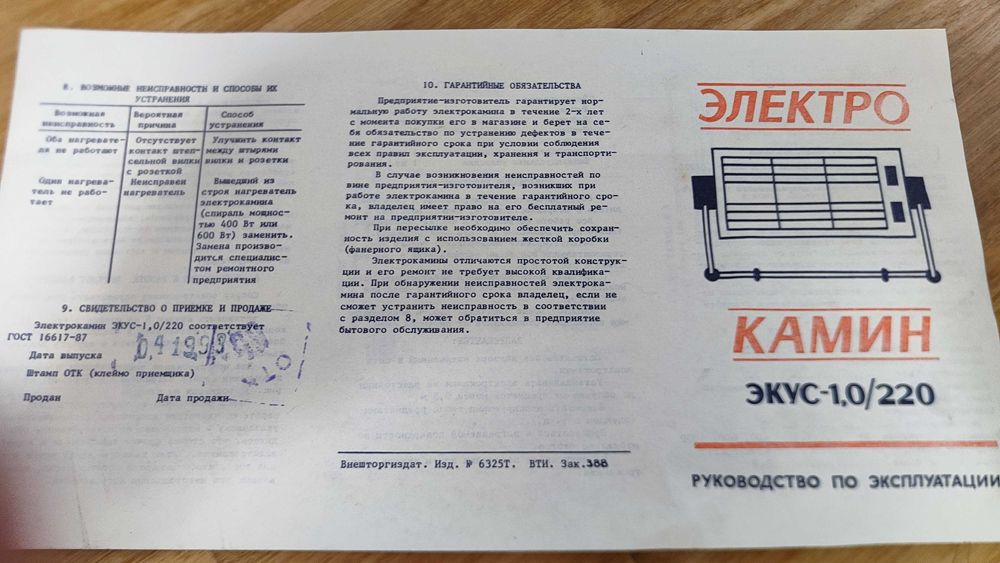 8. ВОЗМОЖНЫЕ НЕИСПРАВНОСТИ И СПОСОБЫ ИХ
УСТРАНЕНИЯ
Возможная неисправность
Вероятная причина
Способ устранения
Оба нагревате-
ля не работают
Отсутствует
контакт штеп-
сельной вилки
с розеткой
Улучшить контакт
между штырями
вилки и розетки
Один нагрева-
тель не рабо-
тает
Неисправен
нагреватель
Вышедший из
строя нагреватель
электрокамина
(спираль мощнос-
тью 400 Вт или
600 Вт) заменить.
Замена произво-
дится специалис-
том ремонтного
предприятия
9. СВИДЕТЕЛЬСТВО О ПРИЕМКЕ И ПРОДАЖЕ
Электрокамин ЭКУС-1,0/220 соответствует
ГОСТ 16617-87
Дата выпуска
Штамп ОТК (клеймо приемщика)
Продан Дата продажи
10. ГАРАНТИЙНЫЕ ОБЯЗАТЕЛЬСТВА
Предприятие-изготовитель гарантирует нор-
мальную работу электрокамина в течение 2-х лет
с момента покупки его в магазине и берет на се-
бя обязательство по устранению дефектов в тече-
ние гарантийного срока при условии соблюдения
всех правил эксплуатации, хранения и транспорти-
рования.
В случае возникновения неисправностей по
вине предприятия-изготовителя, возникших при
работе электрокамина в течение гарантийного сро-
ка, владелец имеет право на его бесплатный ре-
монт на предприятии-изготовителе.
При пересылке необходимо обеспечить сохран-
ность изделия с использованием жесткой коробки
(фанерного ящика).
Электрокамины отличаются простотой конструк-
ции и его ремонт не требует высокой квалифика-
ции. При обнаружении неисправностей электрока-
мина после гарантийного срока владелец, если не
сможет устранить неисправность в соответствии
с разделом 8, может обратиться в предприятие
бытового обслуживания.
Внешторгиздат. Изд. № 6325Т. ВТИ. Зак.388
ЭЛЕКТРО
КАМИН
ЭКУС-1,0/220
РУКОВОДСТВО ПО ЭКСПЛУАТАЦИИ